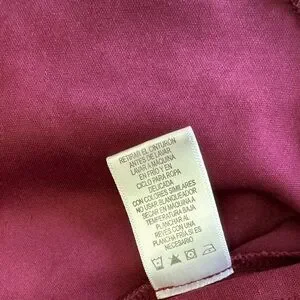 RETIRAR EL CINTURÓN
ANTES DE LAVAR
LAVAR A MÁQUINA
EN FRÍO Y EN
CICLO PARA ROPA
DELICADA
CON COLORES SIMILARES
NO USAR BLANQUEADOR
SECAR EN MÁQUINA A
TEMPERATURA BAJA
PLANCHAR AL
REVÉS CON UNA
PLANCHA FRÍA SI ES
NECESARIO